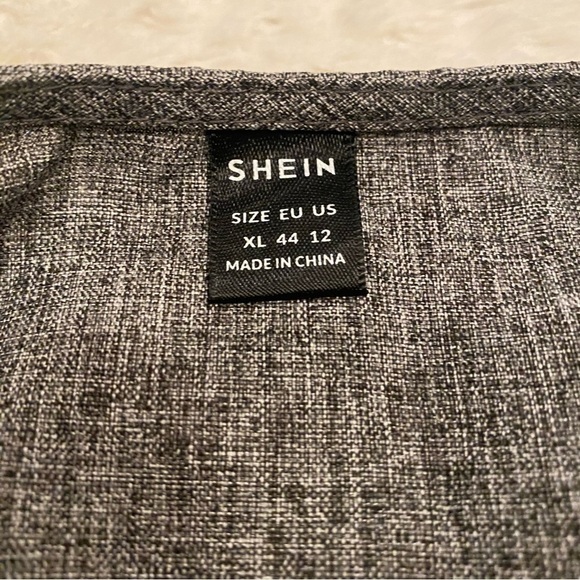 SHEIN
SIZE EU US
XL 44 12
MADE IN CHINA